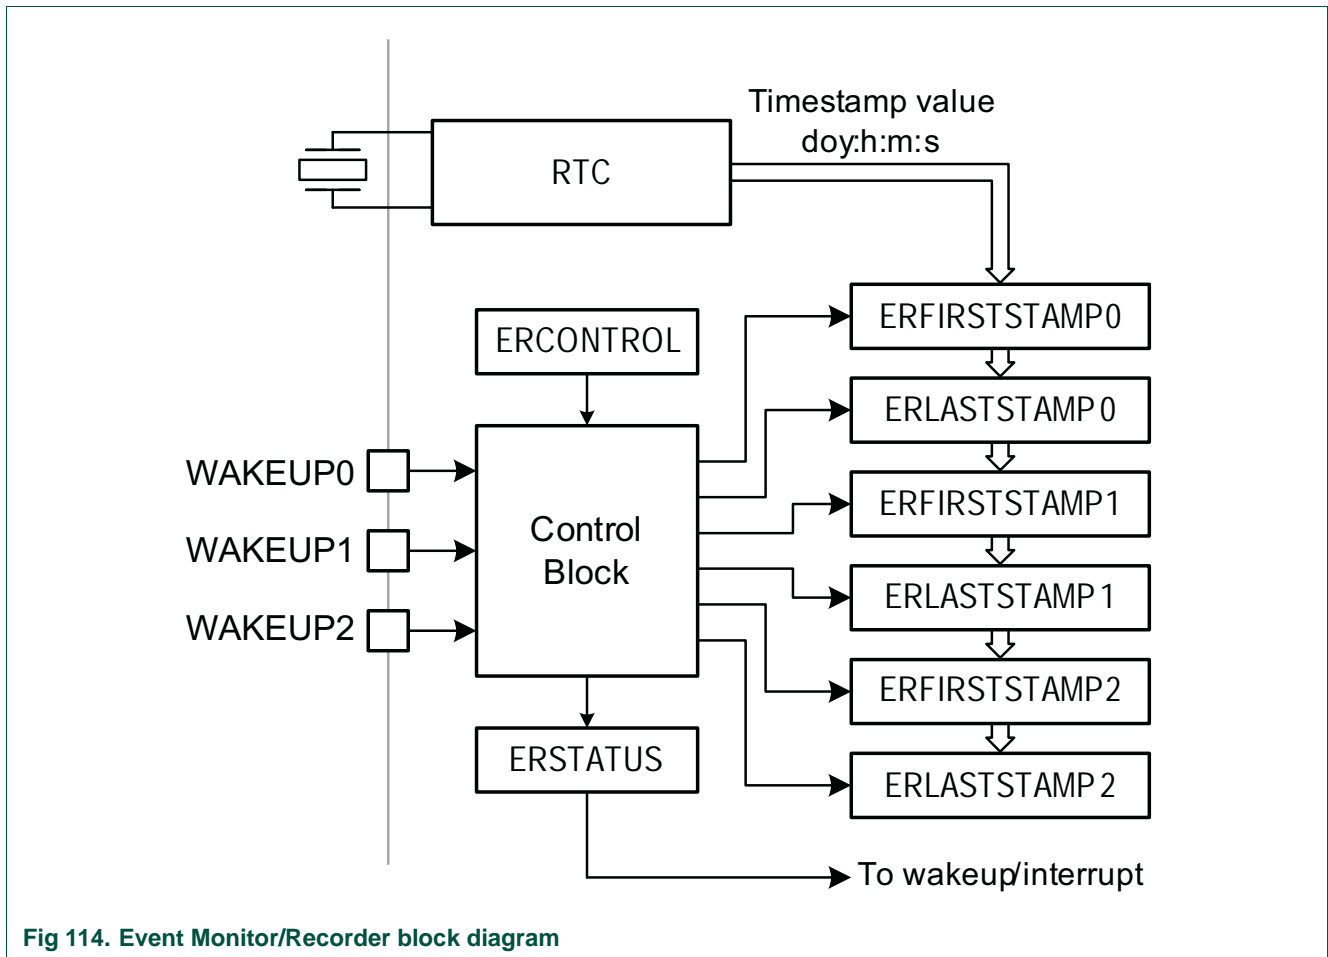 Timestamp value
doy:h:m:s
RTC
ERFIRSTSTAMP0
ERCONTROL
ERLASTSTAMP0
WAKEUP0
ERFIRSTSTAMP1
Control
Block
WAKEUP1
ERLASTSTAMP1
WAKEUP2
ERFIRSTSTAMP2
ERSTATUS
ERLASTSTAMP2
To wakeup/interrupt
Fig 114. Event Monitor/Recorder block diagram